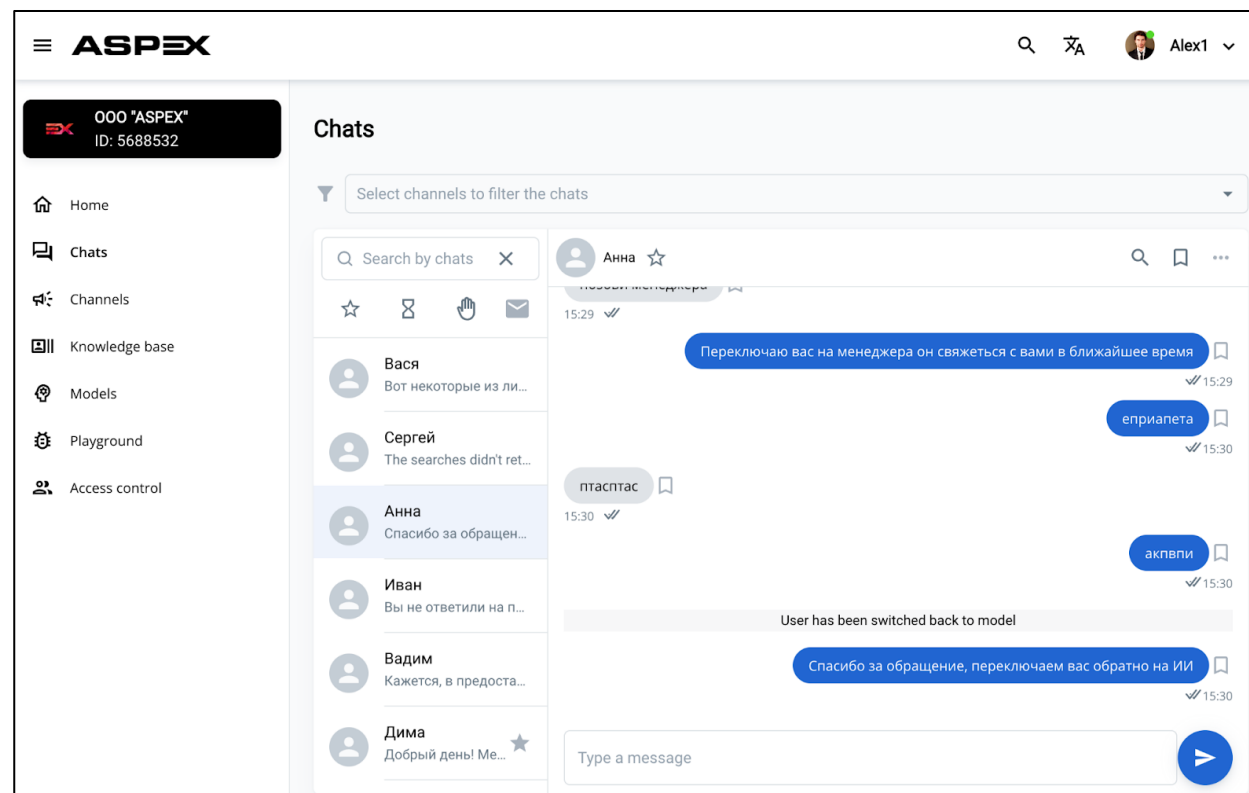 ASPEX
Alex1
ООО "ASPEX"
ID: 5688532
Home
Chats
Channels
Knowledge base
Models
Playground
Access control
Chats
Select channels to filter the chats
Search by chats
Вася
Вот некоторые из ли...
Сергей
The searches didn't ret...
Анна
Спасибо за обращен...
Иван
Вы не ответили на п...
Вадим
Кажется, в предоста...
Дима
Добрый день! Ме...
Анна
позови менеджера
15:29
Переключаю вас на менеджера он свяжеться с вами в ближайшее время
15:29
еприапета
15:30
птасптас
15:30
акпвпи
15:30
User has been switched back to model
Спасибо за обращение, переключаем вас обратно на ИИ
15:30
Type a message